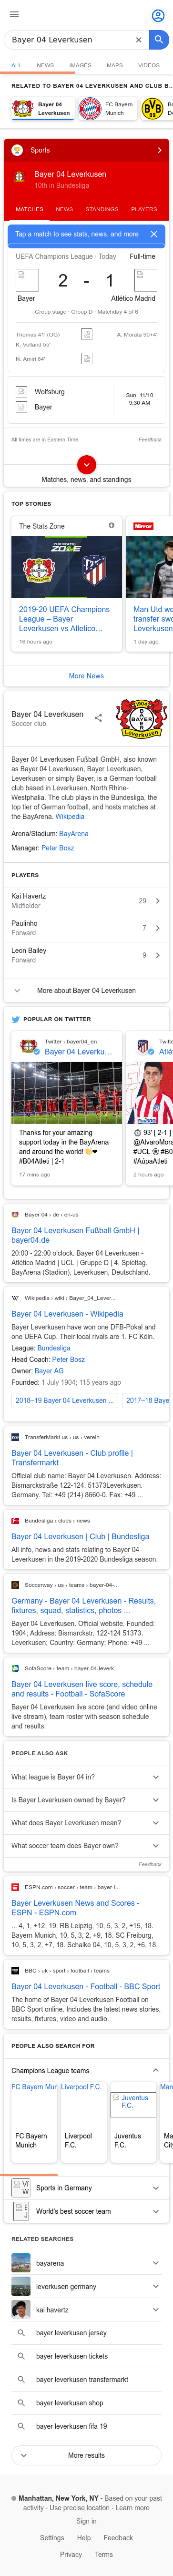 Bayer 04 Leverkusen
ALL NEWS IMAGES MAPS VIDEOS
RELATED TO BAYER 04 LEVERKUSEN AND CLUB B...
Bayer 04
Leverkusen
FC Bayern
Munich
Sports
Bayer 04 Leverkusen
10th in Bundesliga
MATCHES NEWS STANDINGS PLAYERS
Tap a match to see stats, news, and more
UEFA Champions League · Today Full-time
2 - 1
Bayer Atlético Madrid
Group stage · Group D · Matchday 4 of 6
Thomas 41' (OG) A. Morata 90+4'
K. Volland 55'
N. Amiri 84'
Wolfsburg
Bayer
Sun, 11/10
9:30 AM
All times are in Eastern Time Feedback
Matches, news, and standings
TOP STORIES
The Stats Zone
2019-20 UEFA Champions
League – Bayer
Leverkusen vs Atletico...
16 hours ago
Mirror
Man Utd we
transfer swo
Leverkusen
1 day ago
More News
Bayer 04 Leverkusen
Soccer club
Bayer 04 Leverkusen Fußball GmbH, also
known as Bayer 04 Leverkusen, Bayer Leverkusen,
Leverkusen or simply Bayer, is a German football
club based in Leverkusen, North Rhine-
Westphalia. The club plays in the Bundesliga, the
top tier of German football, and hosts matches at
the BayArena. Wikipedia
Arena/Stadium: BayArena
Manager: Peter Bosz
PLAYERS
Kai Havertz
Midfielder
29
Paulinho
Forward
7
Leon Bailey
Forward
9
More about Bayer 04 Leverkusen
POPULAR ON TWITTER
Twitter › bayer04_en
Bayer 04 Leverku...
Thanks for your amazing
support today in the BayArena
and and around the world! 👏❤
#B04Atleti | 2-1
17 mins ago
Twitte
Atlé
⏱ 93' [ 2-1 ]
@AlvaroMora
#UCL ⚽ #B0
#AúpaAtleti
2 hours ago
Bayer 04 › de › en-us
Bayer 04 Leverkusen Fußball GmbH |
bayer04.de
20:00 - 22:00 o'clock. Bayer 04 Leverkusen -
Atlético Madrid | UCL | Gruppe D | 4. Spieltag.
BayArena (Stadion), Leverkusen, Deutschland.
Wikipedia › wiki › Bayer_04_Lever...
Bayer 04 Leverkusen - Wikipedia
Bayer Leverkusen have won one DFB-Pokal and
one UEFA Cup. Their local rivals are 1. FC Köln.
League: Bundesliga
Head Coach: Peter Bosz
Owner: Bayer AG
Founded: 1 July 1904; 115 years ago
2018–19 Bayer 04 Leverkusen ... 2017–18 Baye
TransferMarkt.us › us › verein
Bayer 04 Leverkusen - Club profile |
Transfermarkt
Official club name: Bayer 04 Leverkusen. Address:
Bismarckstraße 122-124. 51373Leverkusen.
Germany. Tel: +49 (214) 8660-0. Fax: +49 ...
Bundesliga › clubs › news
Bayer 04 Leverkusen | Club | Bundesliga
All info, news and stats relating to Bayer 04
Leverkusen in the 2019-2020 Bundesliga season.
Soccerway › us › teams › bayer-04-...
Germany - Bayer 04 Leverkusen - Results,
fixtures, squad, statistics, photos ...
Bayer 04 Leverkusen. Official website. Founded:
1904; Address: Bismarckstr. 122-124 51373.
Leverkusen; Country: Germany; Phone: +49 ...
SofaScore › team › bayer-04-leverk...
Bayer 04 Leverkusen live score, schedule
and results - Football - SofaScore
Bayer 04 Leverkusen live score (and video online
live stream), team roster with season schedule
and results.
PEOPLE ALSO ASK
What league is Bayer 04 in?
Is Bayer Leverkusen owned by Bayer?
What does Bayer Leverkusen mean?
What soccer team does Bayer own?
Feedback
ESPN.com › soccer › team › bayer-l...
Bayer Leverkusen News and Scores -
ESPN - ESPN.com
... 4, 1, +12, 19. RB Leipzig, 10, 5, 3, 2, +15, 18.
Bayern Munich, 10, 5, 3, 2, +9, 18. SC Freiburg,
10, 5, 3, 2, +7, 18. Schalke 04, 10, 5, 3, 2, +6, 18.
BBC › uk › sport › football › teams
Bayer 04 Leverkusen - Football - BBC Sport
The home of Bayer 04 Leverkusen Football on
BBC Sport online. Includes the latest news stories,
results, fixtures, video and audio.
PEOPLE ALSO SEARCH FOR
Champions League teams
FC Bayern Mun
FC Bayern
Munich
Liverpool F.C.
Liverpool
F.C.
Juventus
F.C.
Juventus
F.C.
Man
Ma
City
Sports in Germany
World's best soccer team
RELATED SEARCHES
bayarena
leverkusen germany
kai havertz
bayer leverkusen jersey
bayer leverkusen tickets
bayer leverkusen transfermarkt
bayer leverkusen shop
bayer leverkusen fifa 19
More results
Manhattan, New York, NY - Based on your past
activity - Use precise location - Learn more
Sign in
Settings Help Feedback
Privacy Terms